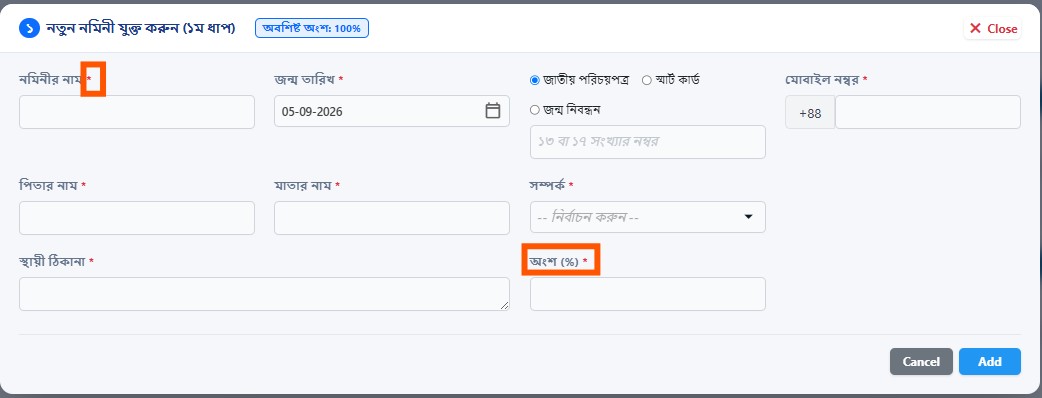 ১ নতুন নমিনী যুক্ত করুন (১ম ধাপ) অবশিষ্ট অংশ: 100% Close
নমিনীর নাম * জন্ম তারিখ * জাতীয় পরিচয়পত্র স্মার্ট কার্ড মোবাইল নম্বর *
05-09-2026 জন্ম নিবন্ধন +88
১৩ বা ১৭ সংখ্যার নম্বর
পিতার নাম * মাতার নাম * সম্পর্ক *
-- নির্বাচন করুন --
স্থায়ী ঠিকানা * অংশ (%) *
Cancel Add